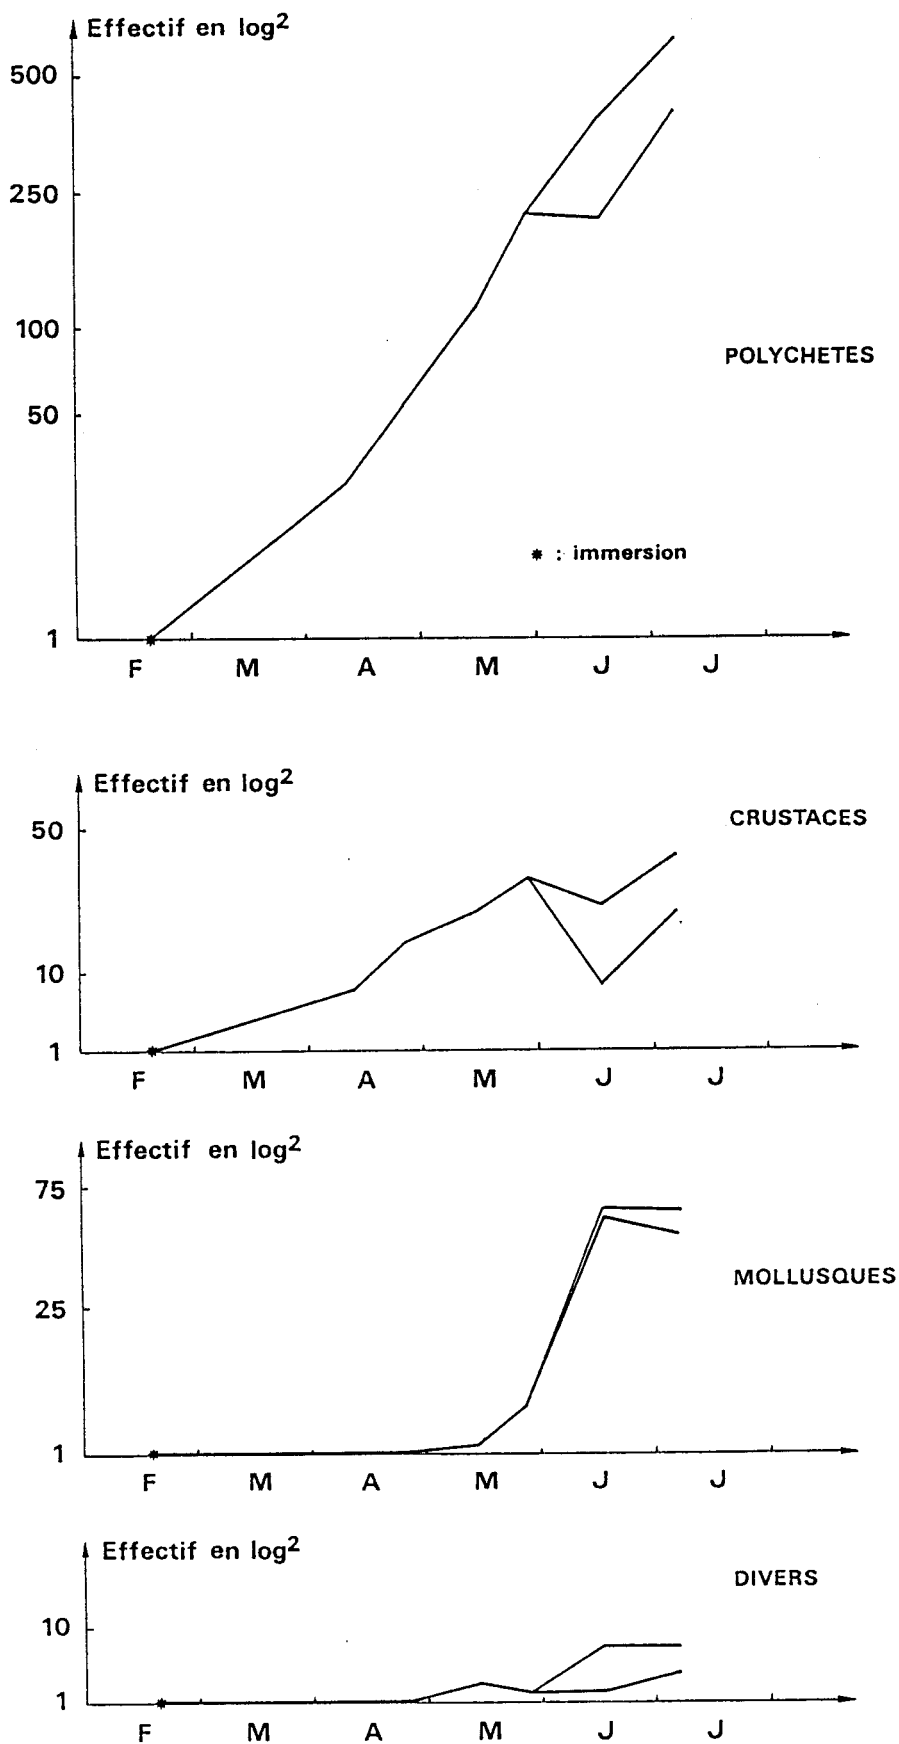 Effectif en log2
500
250
100
50
POLYCHETES
* : immersion
1
F M A M J J
Effectif en log2
CRUSTACES
50
10
1
F M A M J J
Effectif en log2
75
MOLLUSQUES
25
1
F M A M J J
Effectif en log2
DIVERS
10
1
F M A M J J